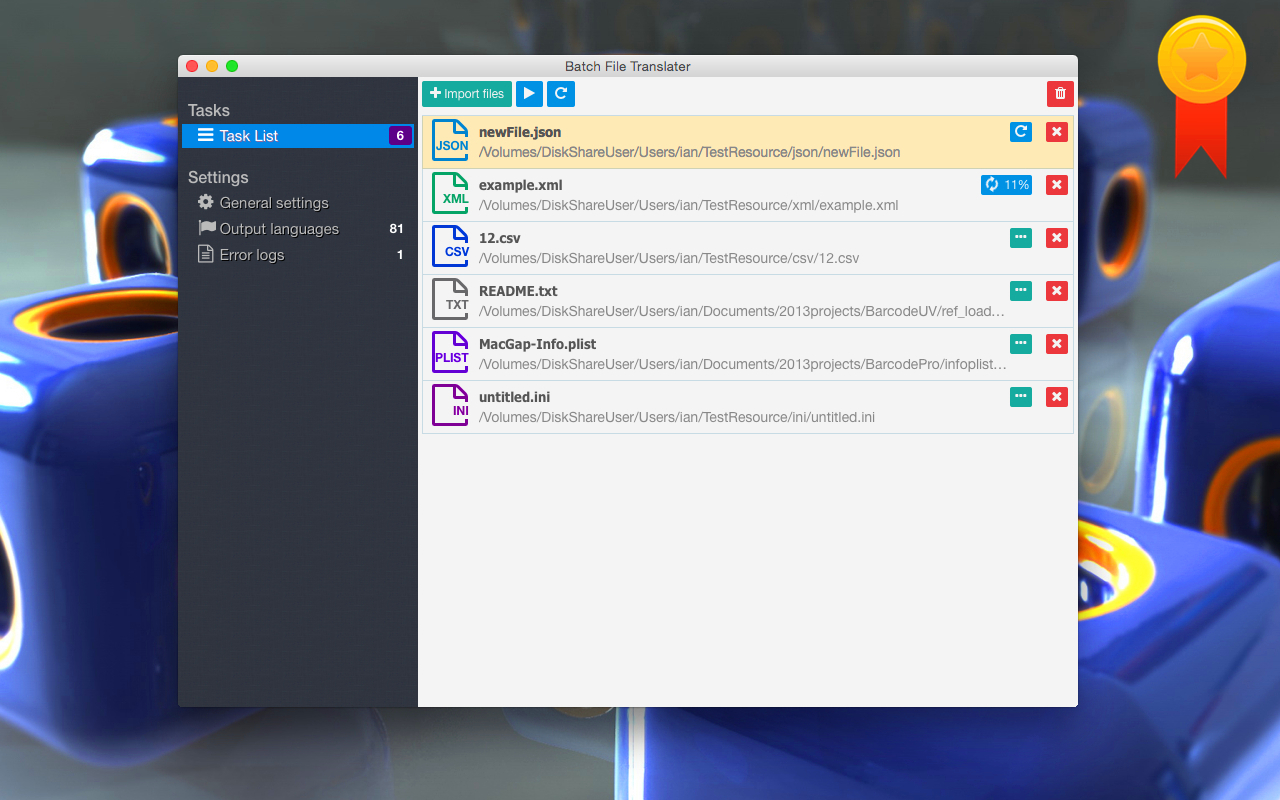 Batch File Translater
Tasks
Task List 6
Settings
General settings
Output languages 81
Error logs 1
Import files
JSON newFile.json
/Volumes/DiskShareUser/Users/ian/TestResource/json/newFile.json
XML example.xml 11%
/Volumes/DiskShareUser/Users/ian/TestResource/xml/example.xml
CSV 12.csv
/Volumes/DiskShareUser/Users/ian/TestResource/csv/12.csv
TXT README.txt
/Volumes/DiskShareUser/Users/ian/Documents/2013projects/BarcodeUV/ref_load...
PLIST MacGap-Info.plist
/Volumes/DiskShareUser/Users/ian/Documents/2013projects/BarcodePro/infoplist...
INI untitled.ini
/Volumes/DiskShareUser/Users/ian/TestResource/ini/untitled.ini